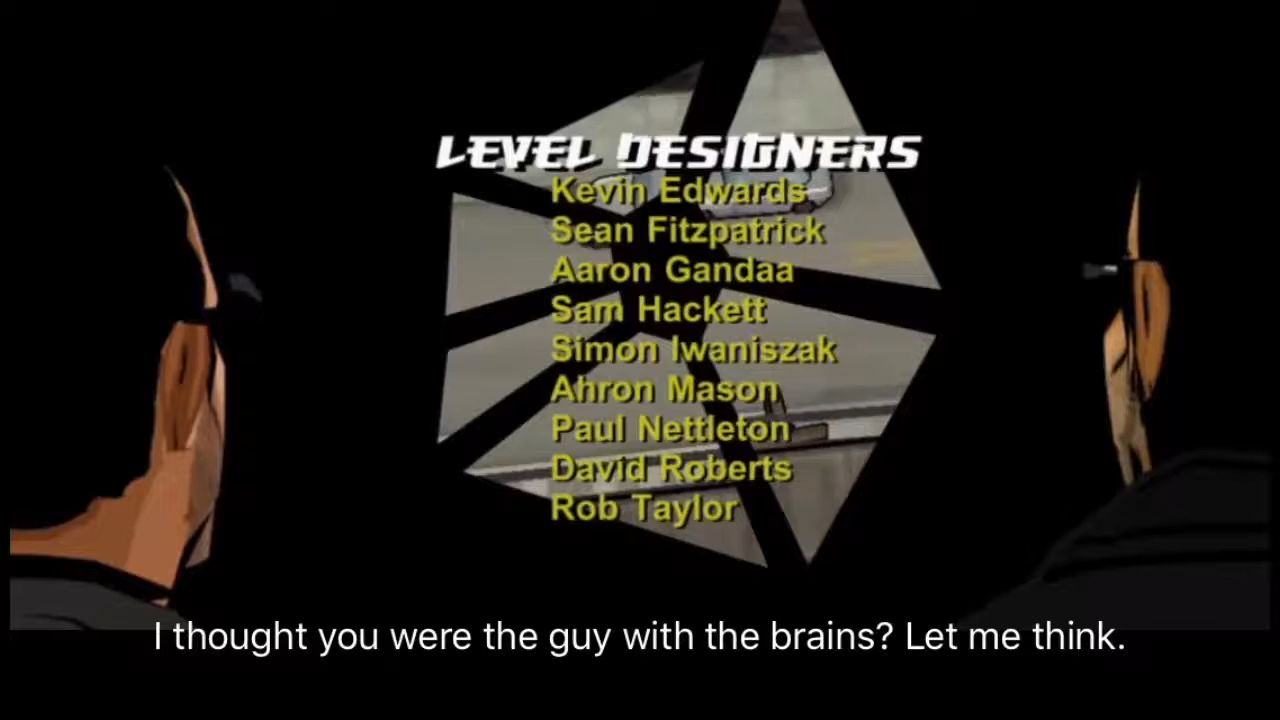 LEVEL DESIGNERS
Kevin Edwards
Sean Fitzpatrick
Aaron Gandaa
Sam Hackett
Simon Iwaniszak
Ahron Mason
Paul Nettleton
David Roberts
Rob Taylor
I thought you were the guy with the brains? Let me think.